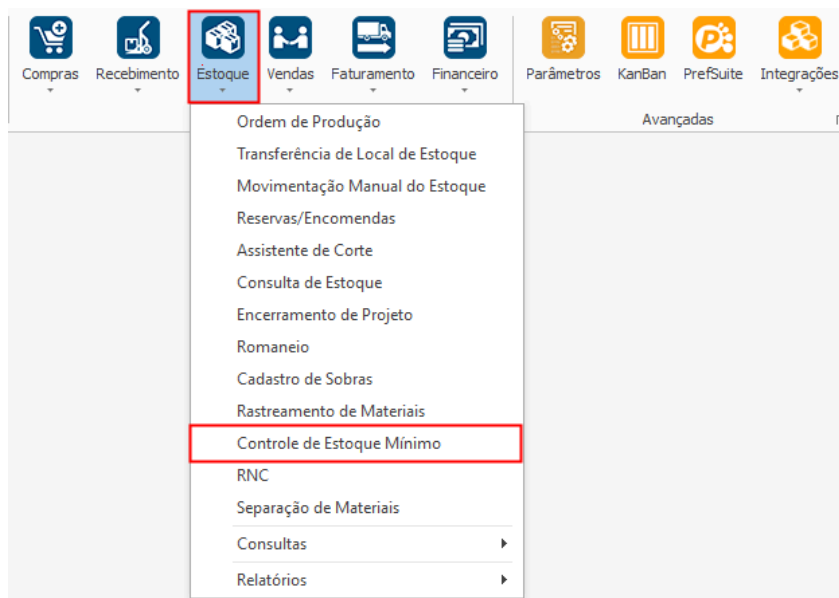 Compras Recebimento Estoque Vendas Faturamento Financeiro Parâmetros KanBan PrefSuite Integrações
Avançadas
Ordem de Produção
Transferência de Local de Estoque
Movimentação Manual do Estoque
Reservas/Encomendas
Assistente de Corte
Consulta de Estoque
Encerramento de Projeto
Romaneio
Cadastro de Sobras
Rastreamento de Materiais
Controle de Estoque Mínimo
RNC
Separação de Materiais
Consultas
Relatórios